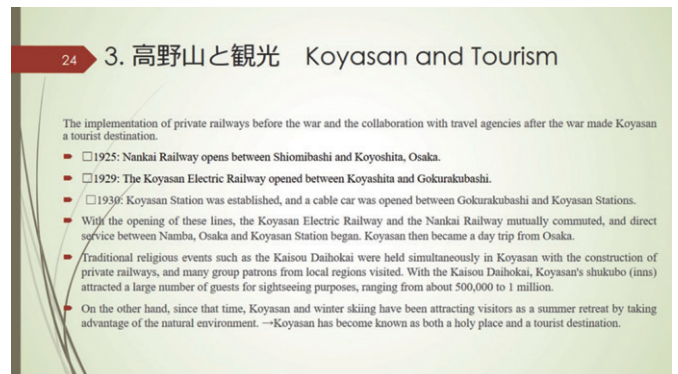 24
3. 高野山と観光 Koyasan and Tourism
The implementation of private railways before the war and the collaboration with travel agencies after the war made Koyasan
a tourist destination.
□1925: Nankai Railway opens between Shiomibashi and Koyoshita, Osaka.
□1929: The Koyasan Electric Railway opened between Koyashita and Gokurakubashi.
□1930: Koyasan Station was established, and a cable car was opened between Gokurakubashi and Koyasan Stations.
With the opening of these lines, the Koyasan Electric Railway and the Nankai Railway mutually commuted, and direct
service between Namba, Osaka and Koyasan Station began. Koyasan then became a day trip from Osaka.
Traditional religious events such as the Kaisou Daihokai were held simultaneously in Koyasan with the construction of
private railways, and many group patrons from local regions visited. With the Kaisou Daihokai, Koyasan's shukubo (inns)
attracted a large number of guests for sightseeing purposes, ranging from about 500,000 to 1 million.
On the other hand, since that time, Koyasan and winter skiing have been attracting visitors as a summer retreat by taking
advantage of the natural environment. →Koyasan has become known as both a holy place and a tourist destination.